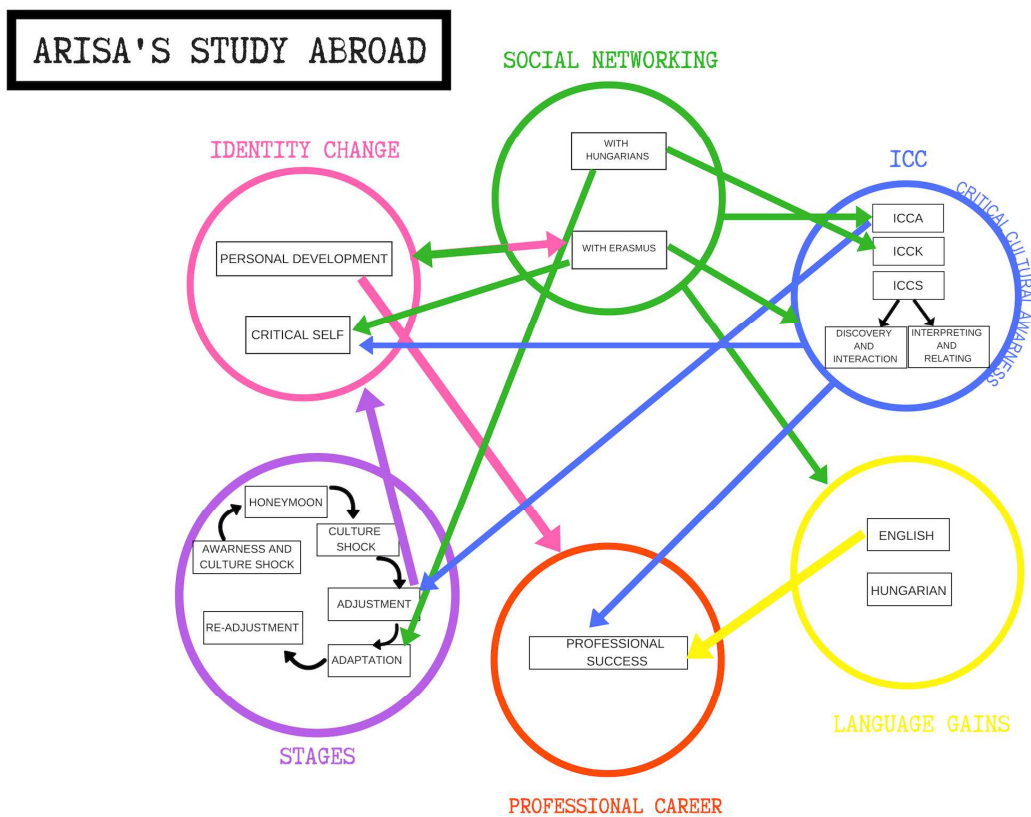 ARISA'S STUDY ABROAD
SOCIAL NETWORKING
WITH
HUNGARIANS
WITH ERASMUS
IDENTITY CHANGE
PERSONAL DEVELOPMENT
CRITICAL SELF
ICC
CRITICAL CULTURAL AWARNESS
ICCA
ICCK
ICCS
DISCOVERY
AND
INTERACTION
INTERPRETING
AND
RELATING
HONEYMOON
CULTURE
SHOCK
AWARNESS AND
CULTURE SHOCK
ADJUSTMENT
RE-ADJUSTMENT
ADAPTATION
STAGES
PROFESSIONAL
SUCCESS
PROFESSIONAL CAREER
ENGLISH
HUNGARIAN
LANGUAGE GAINS